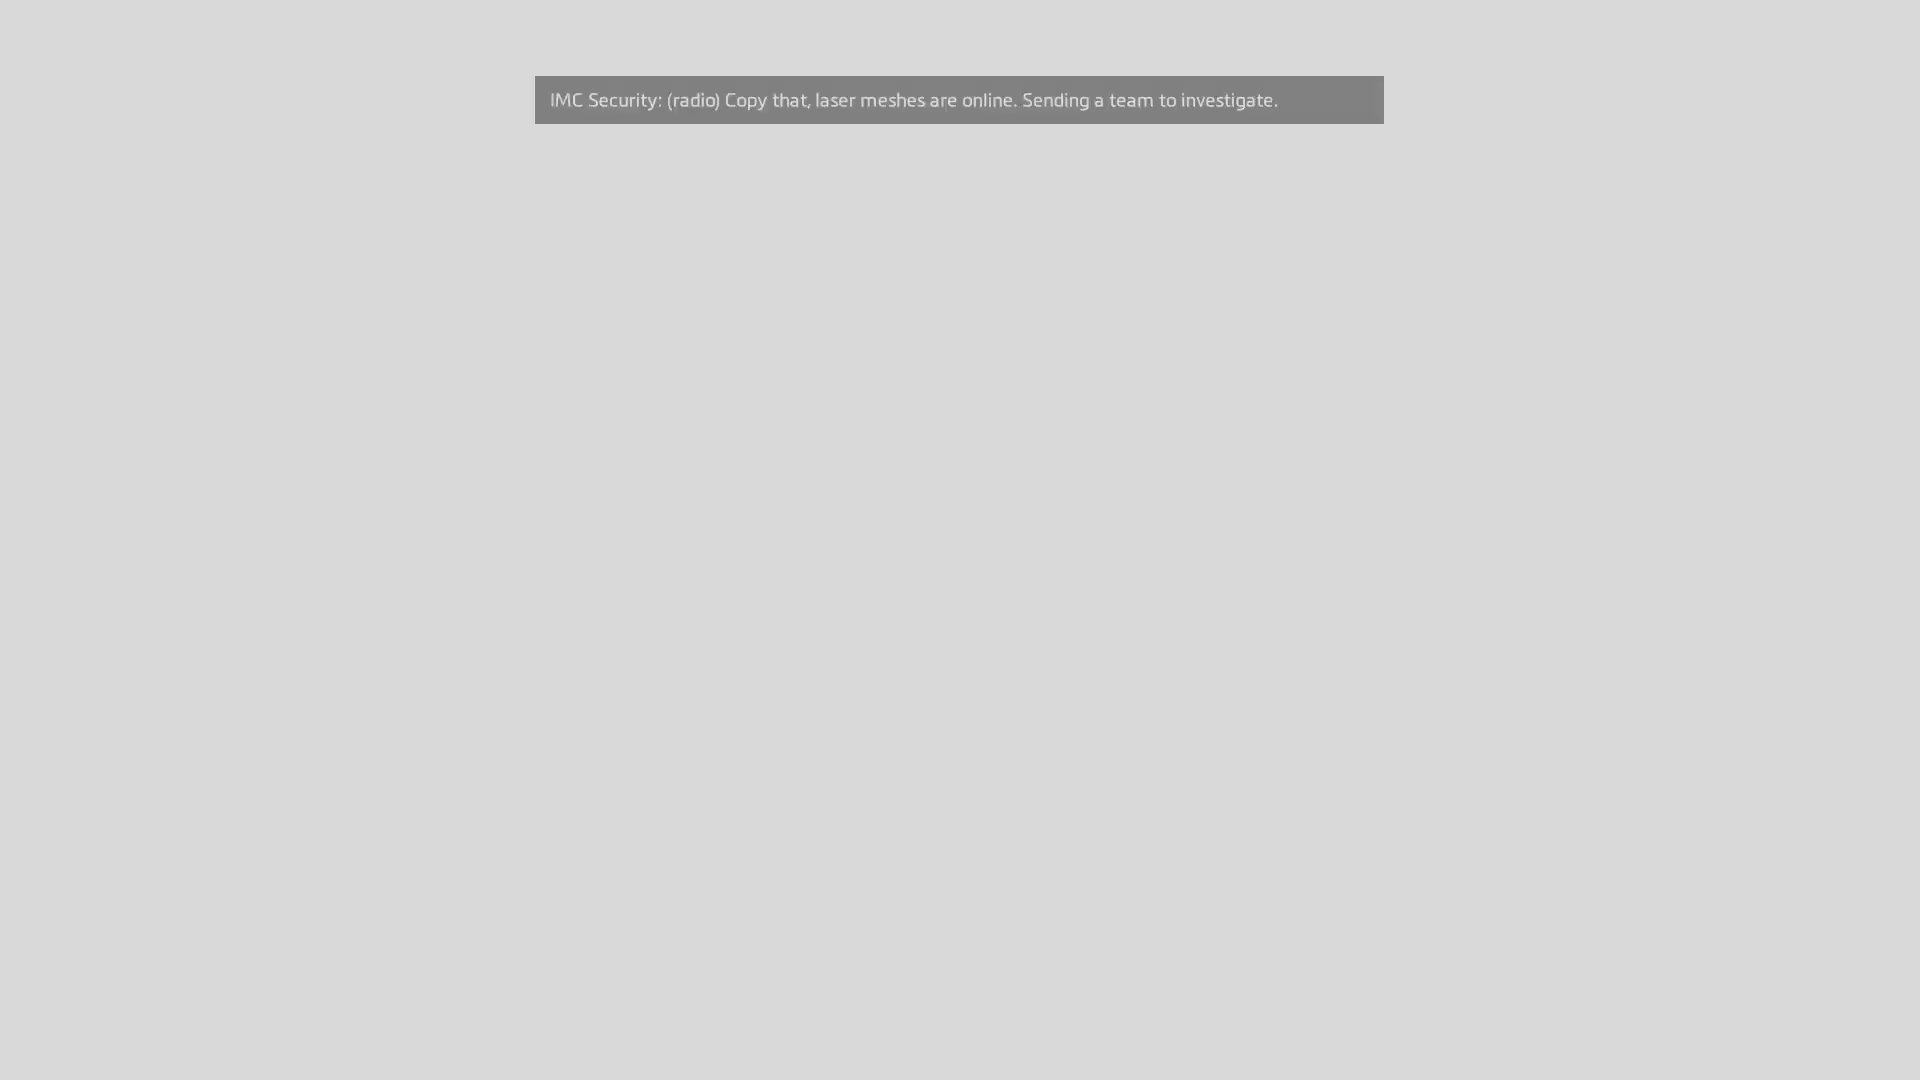 IMC Security: (radio) Copy that, laser meshes are online. Sending a team to investigate.